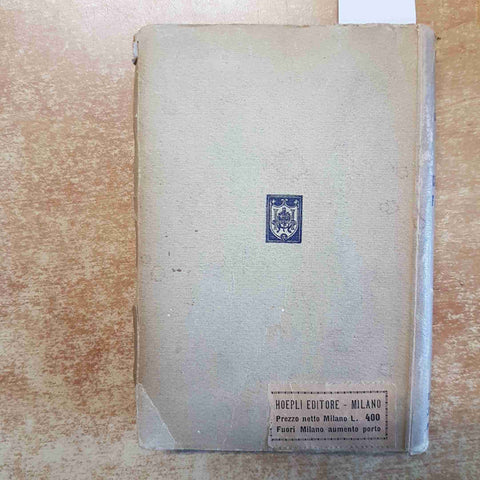 HOEPLI EDITORE - MILANO
Prezzo netto Milano L. 400
Fuori Milano aumento porto